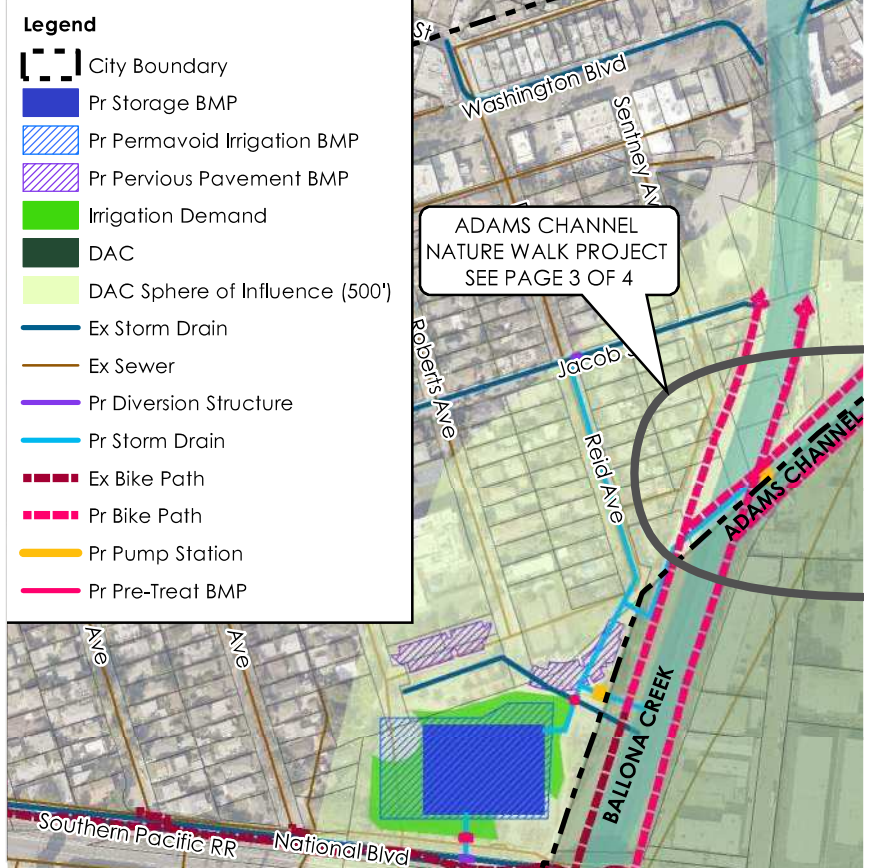 Legend
City Boundary
Pr Storage BMP
Pr Permavoid Irrigation BMP
Pr Pervious Pavement BMP
Irrigation Demand
DAC
DAC Sphere of Influence (500')
Ex Storm Drain
Ex Sewer
Pr Diversion Structure
Pr Storm Drain
Ex Bike Path
Pr Bike Path
Pr Pump Station
Pr Pre-Treat BMP
St
Washington Blvd
Sentney Av
ADAMS CHANNEL
NATURE WALK PROJECT
SEE PAGE 3 OF 4
Roberts Ave
Jacob S
Reid Ave
ADAMS CHANNEL
BALLONA CREEK
Ave
Ave
Southern Pacific RR
National Blvd